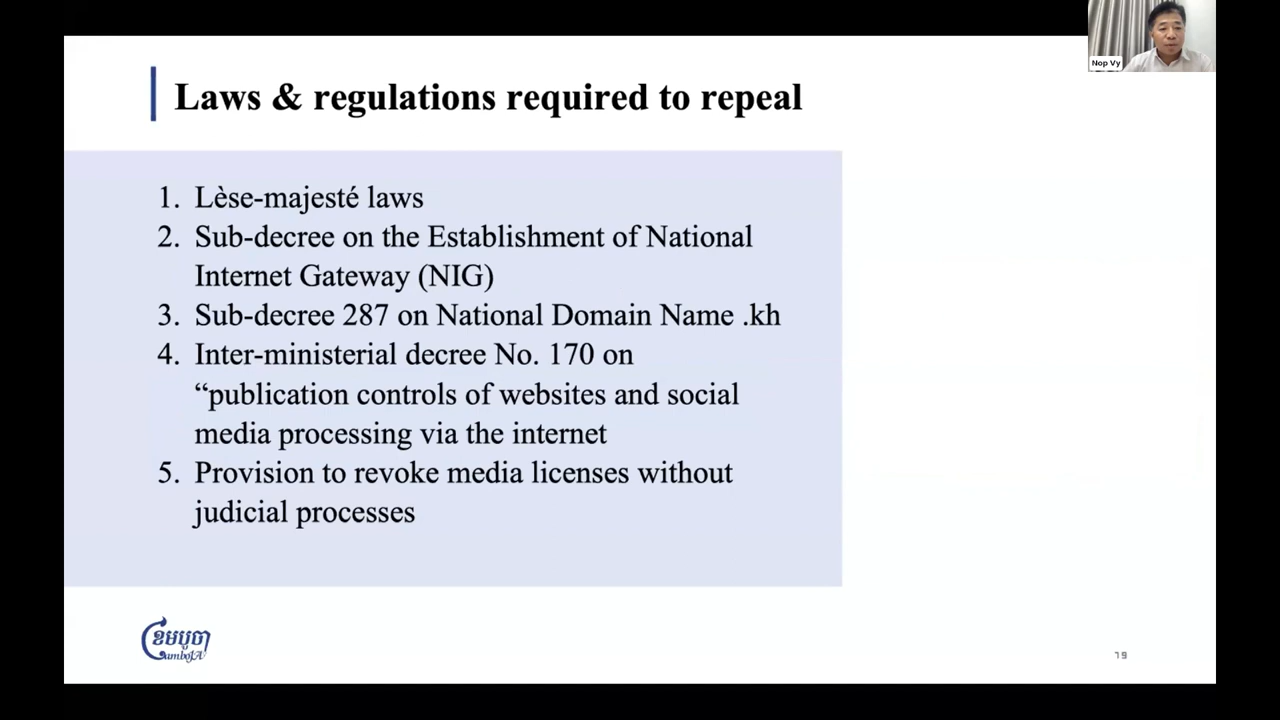 Nop Vy
Laws & regulations required to repeal
1. Lèse-majesté laws
2. Sub-decree on the Establishment of National
Internet Gateway (NIG)
3. Sub-decree 287 on National Domain Name .kh
4. Inter-ministerial decree No. 170 on
“publication controls of websites and social
media processing via the internet
5. Provision to revoke media licenses without
judicial processes
ខមបូចា
CamboJA
19